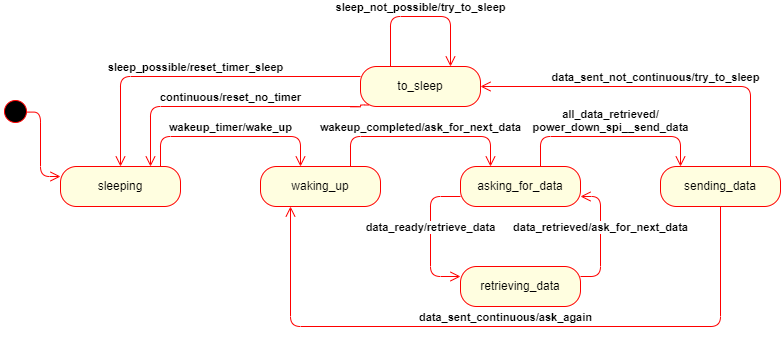 sleep_not_possible/try_to_sleep
sleep_possible/reset_timer_sleep
to_sleep
data_sent_not_continuous/try_to_sleep
continuous/reset_no_timer
wakeup_timer/wake_up
wakeup_completed/ask_for_next_data
all_data_retrieved/
power_down_spi__send_data
sleeping
waking_up
asking_for_data
sending_data
data_ready/retrieve_data
data_retrieved/ask_for_next_data
retrieving_data
data_sent_continuous/ask_again